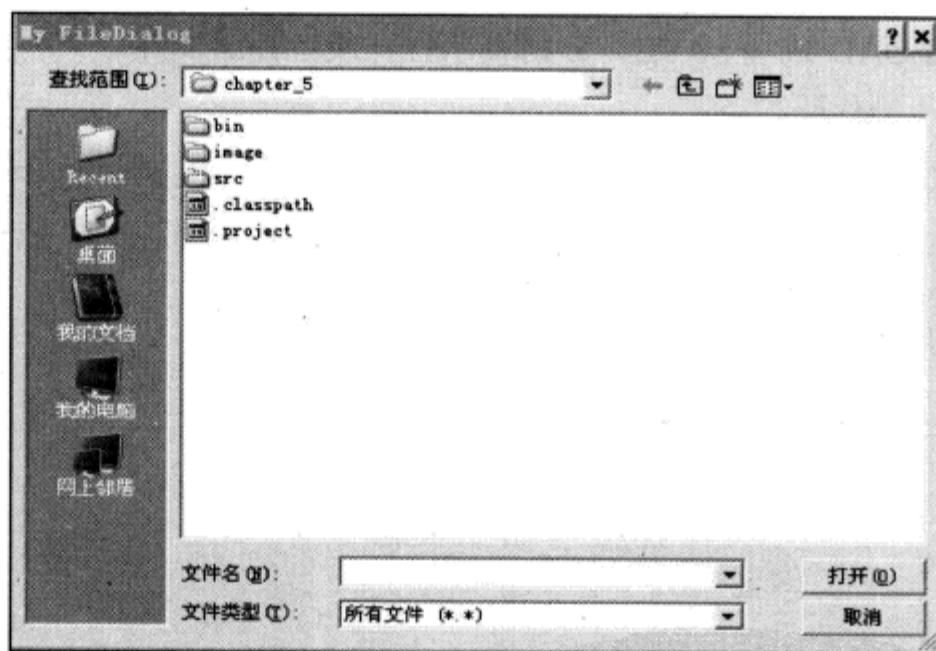 My FileDialog
查找范围(I):
chapter_5
Recent
桌面
我的文档
我的电脑
网上邻居
bin
image
src
.classpath
.project
文件名(N):
打开(O)
文件类型(T):
所有文件 (*.*)
取消